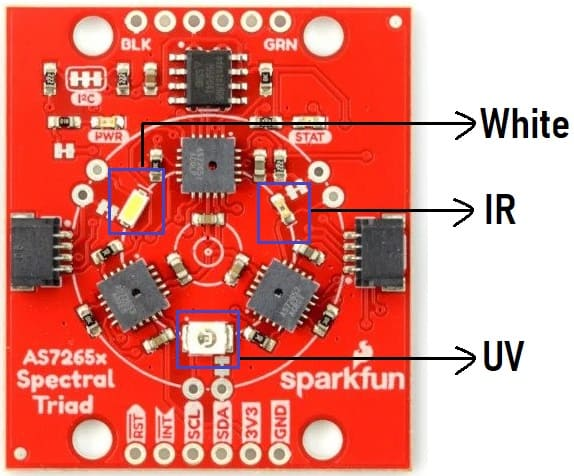 BLK
GRN
I²C
PWR
STAT
White
IR
AS7265x
Spectral
Triad
sparkfun
UV
RST
INT
SCL
SDA
3V3
GND